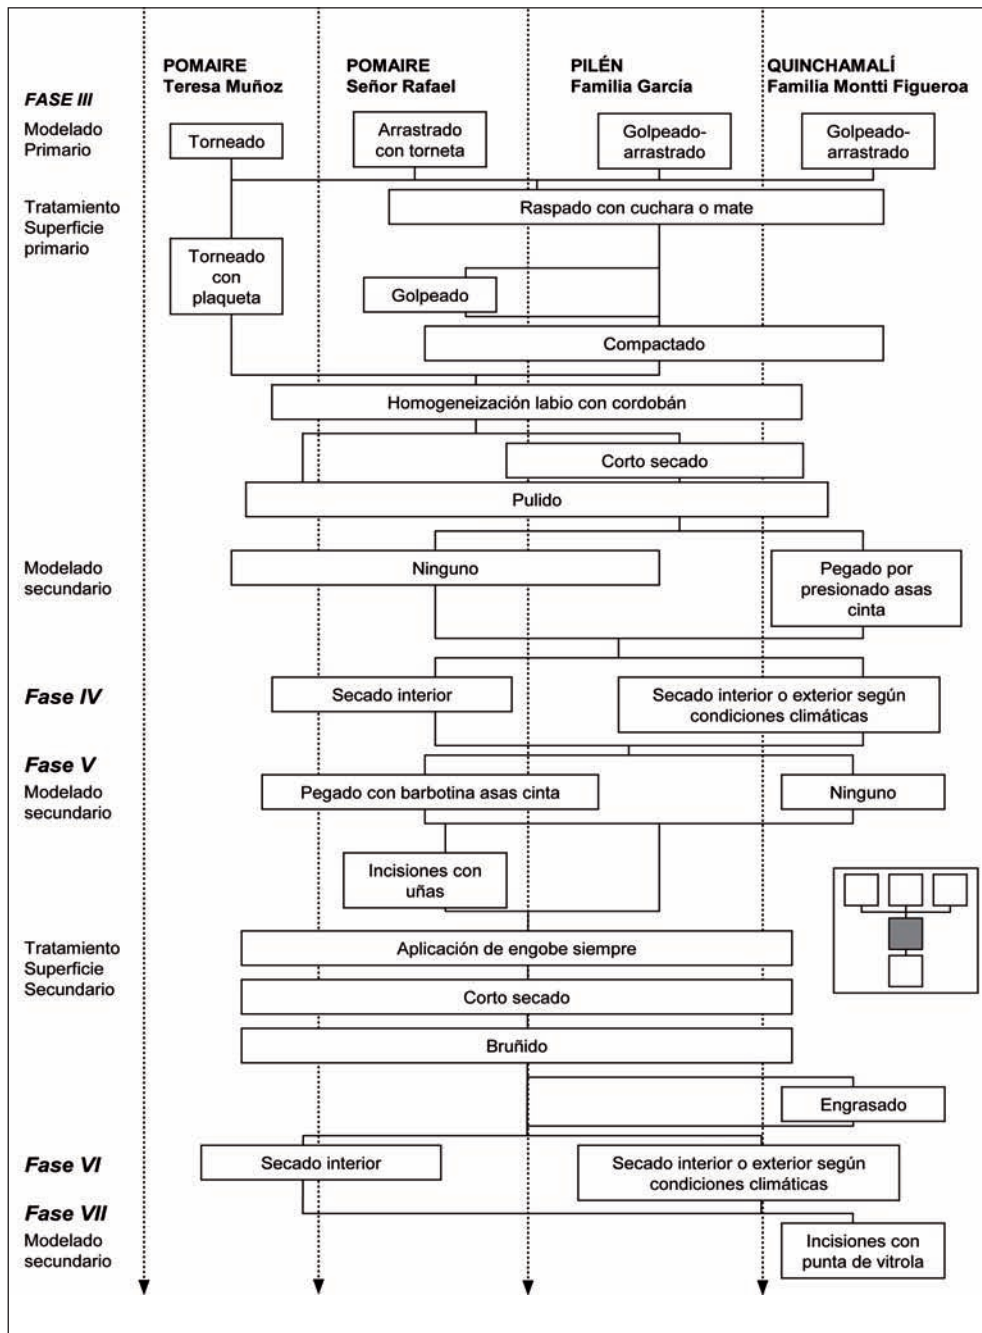 POMAIRE
Teresa Muñoz
POMAIRE
Señor Rafael
PILÉN
Familia García
QUINCHAMALÍ
Familia Montti Figueroa
FASE III
Modelado
Primario
Torneado
Arrastrado
con torneta
Golpeado-
arrastrado
Golpeado-
arrastrado
Tratamiento
Superficie
primario
Raspado con cuchara o mate
Torneado
con
plaqueta
Golpeado
Compactado
Homogeneización labio con cordobán
Corto secado
Pulido
Modelado
secundario
Ninguno
Pegado por
presionado asas
cinta
Fase IV
Secado interior
Secado interior o exterior según
condiciones climáticas
Fase V
Modelado
secundario
Pegado con barbotina asas cinta
Ninguno
Incisiones con
uñas
Tratamiento
Superficie
Secundario
Aplicación de engobe siempre
Corto secado
Bruñido
Engrasado
Fase VI
Secado interior
Secado interior o exterior según
condiciones climáticas
Fase VII
Modelado
secundario
Incisiones con
punta de vitrola